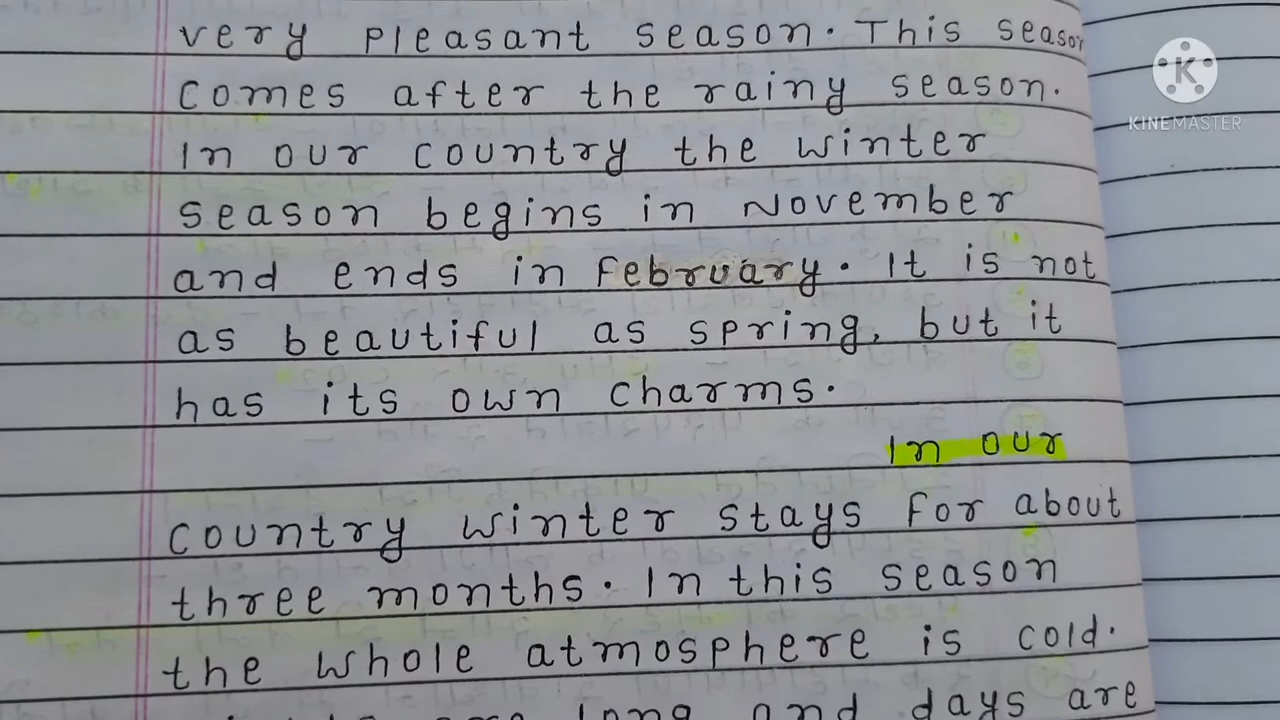 very pleasant season. This season
comes after the rainy season.
In our country the winter
season begins in November
and ends in February. It is not
as beautiful as spring, but it
has its own charms.
In our
country winter stays for about
three months. In this season
the whole atmosphere is cold.
long and days are
KINEMASTER